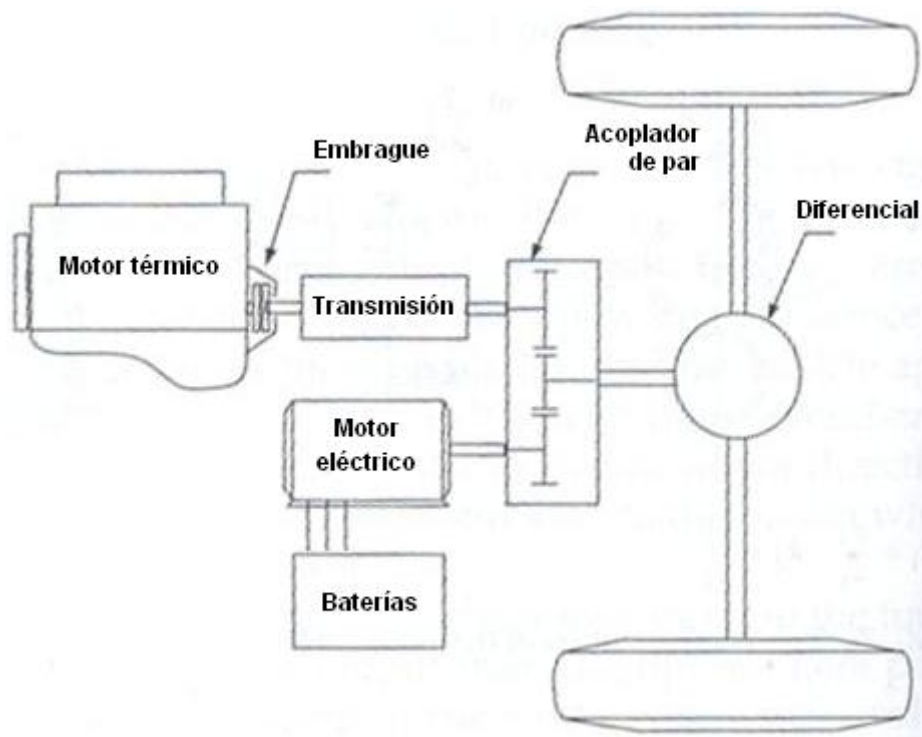 Embrague
Acoplador
de par
Diferencial
Motor térmico
Transmisión
Motor
eléctrico
Baterías